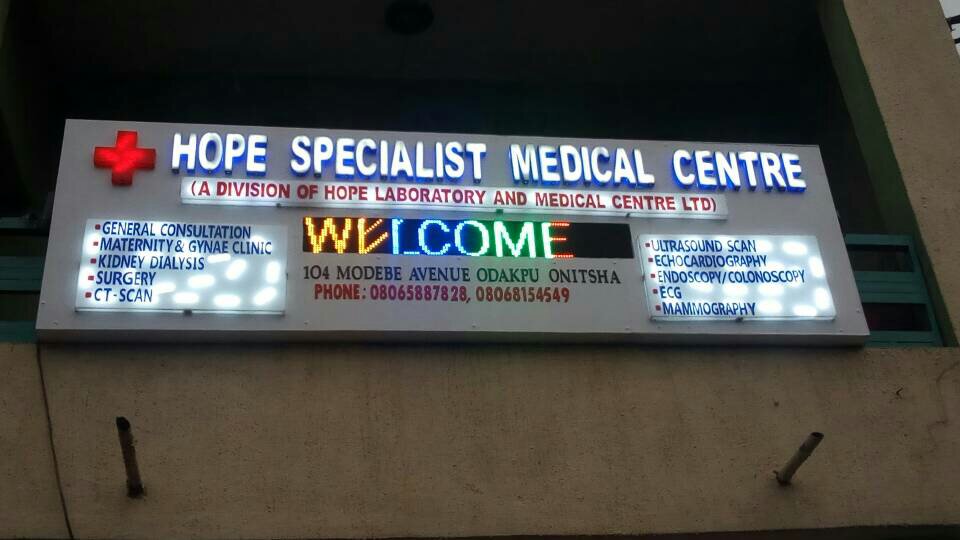 HOPE SPECIALIST MEDICAL CENTRE
(A DIVISION OF HOPE LABORATORY AND MEDICAL CENTRE LTD)
GENERAL CONSULTATION
MATERNITY & GYNAE CLINIC
KIDNEY DIALYSIS
SURGERY
CT-SCAN
WELCOME
104 MODEBE AVENUE ODAKPU ONITSHA
PHONE: 08065887828, 08068154549
ULTRASOUND SCAN
ECHOCARDIOGRAPHY
ENDOSCOPY/COLONOSCOPY
ECG
MAMMOGRAPHY